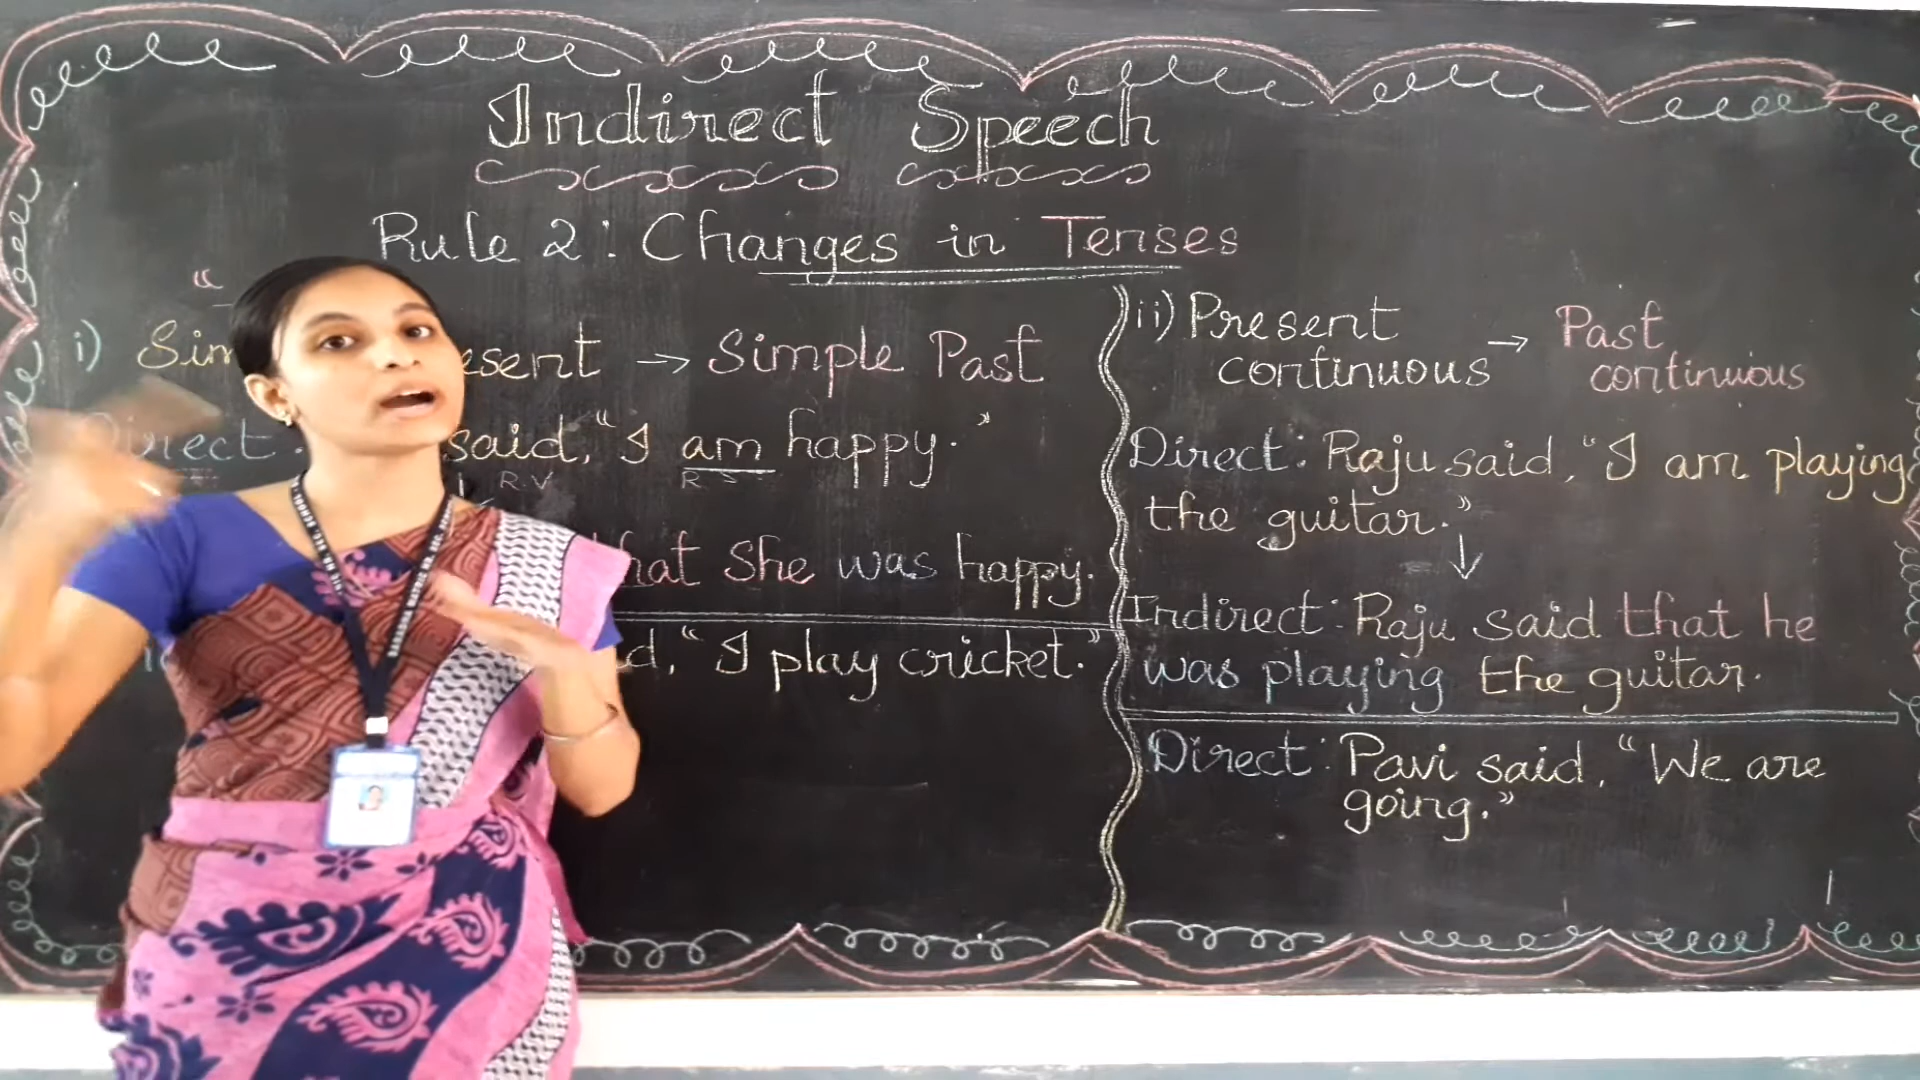 Indirect Speech
Rule 2: Changes in Tenses
i) Sim esent → Simple Past
Direct. said, "I am happy."
R.V R.S
hat She was happy.
d, "I play cricket."
ii) Present → Past
continuous continuous
Direct: Raju said, "I am playing
the guitar."
↓
Indirect: Raju said that he
was playing the guitar.
Direct: Pavi said, "We are
going."